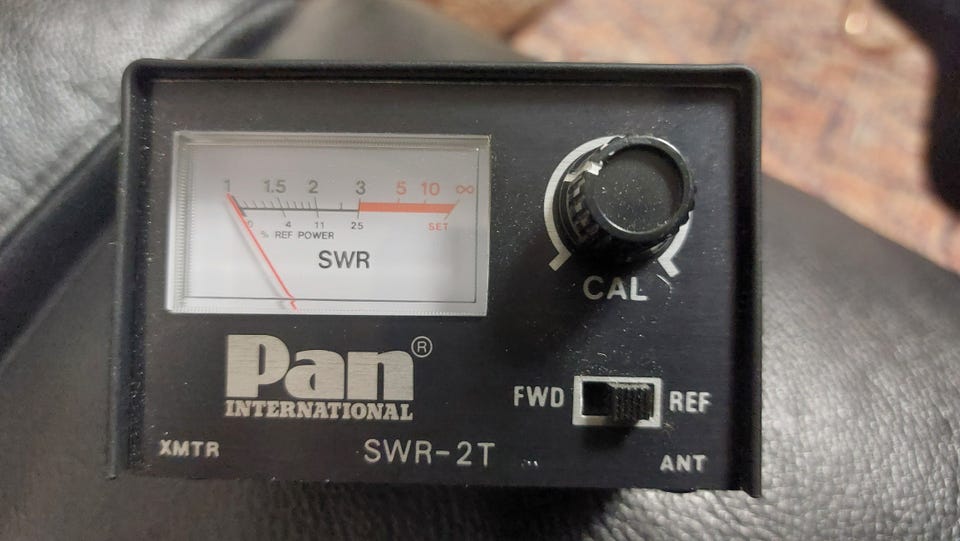 1 1.5 2 3 5 10 ∞
0 4 11 25 SET
% REF POWER
SWR
CAL
Pan®
INTERNATIONAL
FWD REF
XMTR SWR-2T ANT